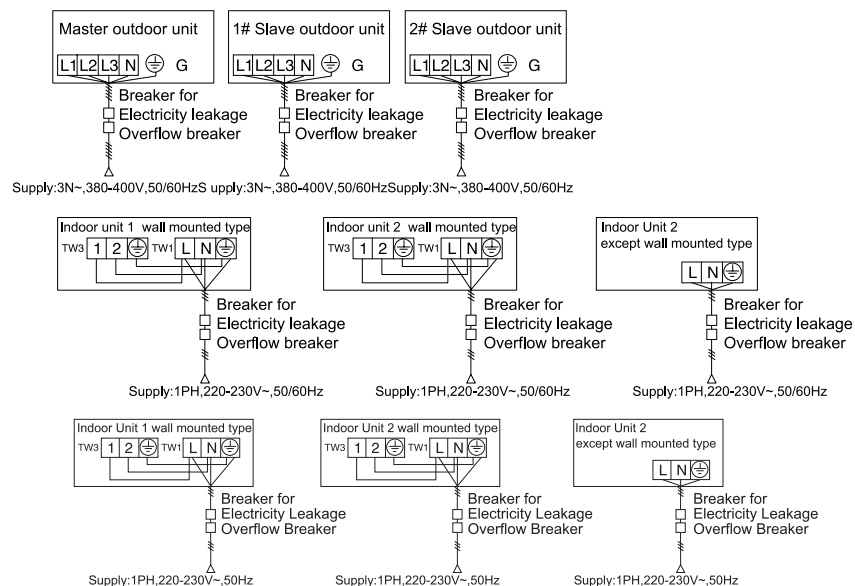 Master outdoor unit
1# Slave outdoor unit
2# Slave outdoor unit
L1 L2 L3 N G
L1 L2 L3 N G
L1 L2 L3 N G
Breaker for
Electricity leakage
Overflow breaker
Breaker for
Electricity leakage
Overflow breaker
Breaker for
Electricity leakage
Overflow breaker
Supply:3N~,380-400V,50/60HzS upply:3N~,380-400V,50/60HzSupply:3N~,380-400V,50/60Hz
Indoor unit 1 wall mounted type
TW3 1 2 TW1 L N
Indoor unit 2 wall mounted type
TW3 1 2 TW1 L N
Indoor Unit 2
except wall mounted type
L N
Breaker for
Electricity leakage
Overflow breaker
Breaker for
Electricity leakage
Overflow breaker
Breaker for
Electricity leakage
Overflow breaker
Supply:1PH,220-230V~,50/60Hz
Supply:1PH,220-230V~,50/60Hz
Supply:1PH,220-230V~,50/60Hz
Indoor Unit 1 wall mounted type
TW3 1 2 TW1 L N
Indoor Unit 2 wall mounted type
TW3 1 2 TW1 L N
Indoor Unit 2
except wall mounted type
L N
Breaker for
Electricity Leakage
Overflow Breaker
Breaker for
Electricity Leakage
Overflow Breaker
Breaker for
Electricity Leakage
Overflow Breaker
Supply:1PH,220-230V~,50Hz
Supply:1PH,220-230V~,50Hz
Supply:1PH,220-230V~,50Hz